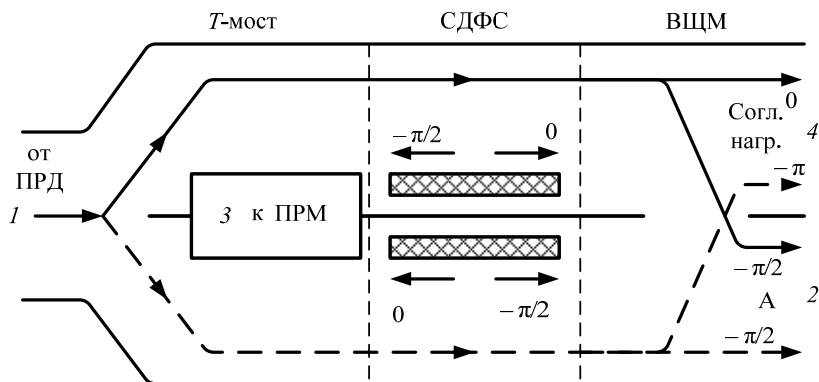 Т-мост СДФС ВЩМ
0
Согл.
нагр. 4
– π/2 0
от
ПРД
– π
1
3 к ПРМ
– π/2
0 – π/2
А 2
– π/2